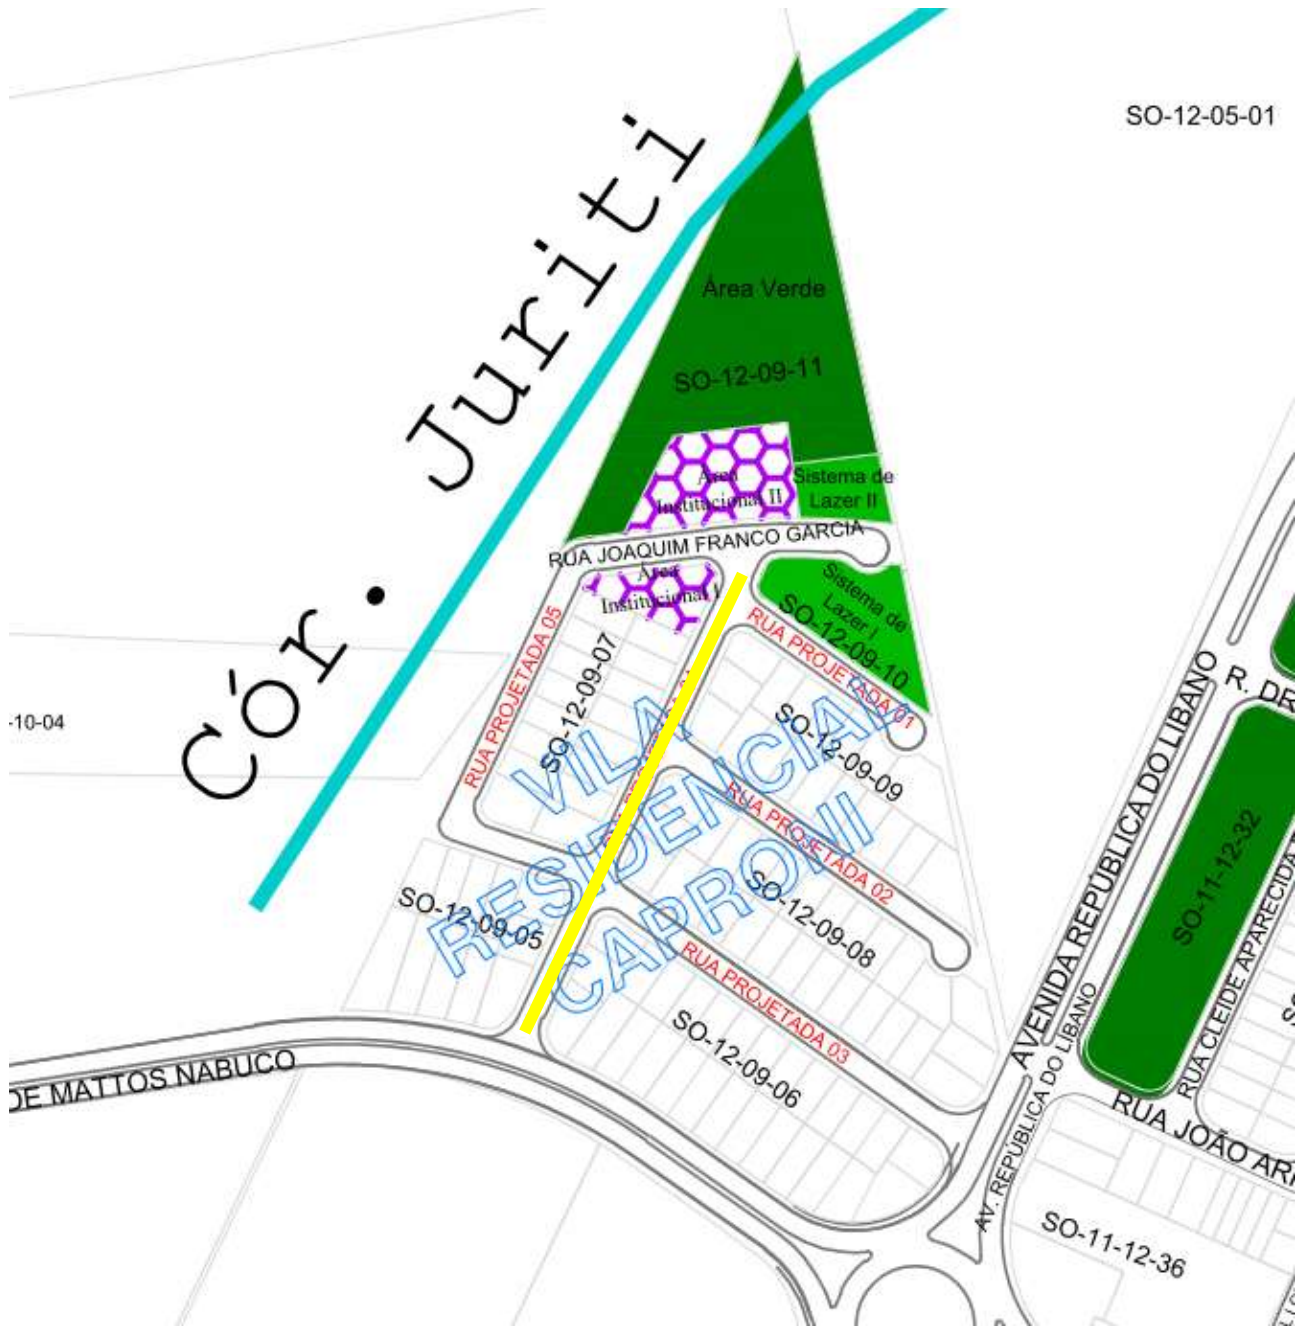 SO-12-05-01
Cór. Juriti
Área Verde
SO-12-09-11
Área
Institucional II
Sistema de
Lazer II
RUA JOAQUIM FRANCO GARCIA
Área
Institucional I
Sistema de
Lazer I
SO-12-09-10
RUA PROJETADA 05
SO-12-09-07
RUA PROJETADA 01
SO-12-09-09
-10-04
VILA
RESIDENCIAL
CAPRONI
RUA PROJETADA 02
SO-12-09-08
SO-12-09-05
RUA PROJETADA 03
SO-12-09-06
DE MATTOS NABUCO
AVENIDA REPÚBLICA DO LIBANO
AV. REPÚBLICA DO LIBANO
R. DR
SO-11-12-32
RUA CLEIDE APARECIDA
RUA JOÃO ARR
SO-11-12-36